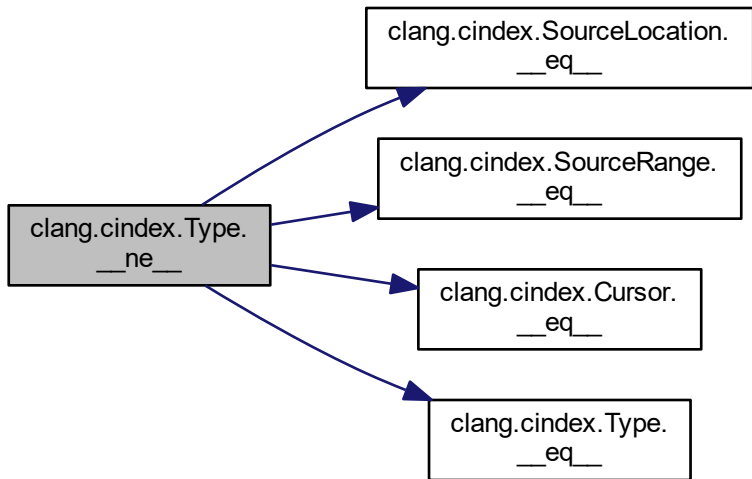 clang.cindex.SourceLocation.
__eq__
clang.cindex.SourceRange.
__eq__
clang.cindex.Type.
__ne__
clang.cindex.Cursor.
__eq__
clang.cindex.Type.
__eq__